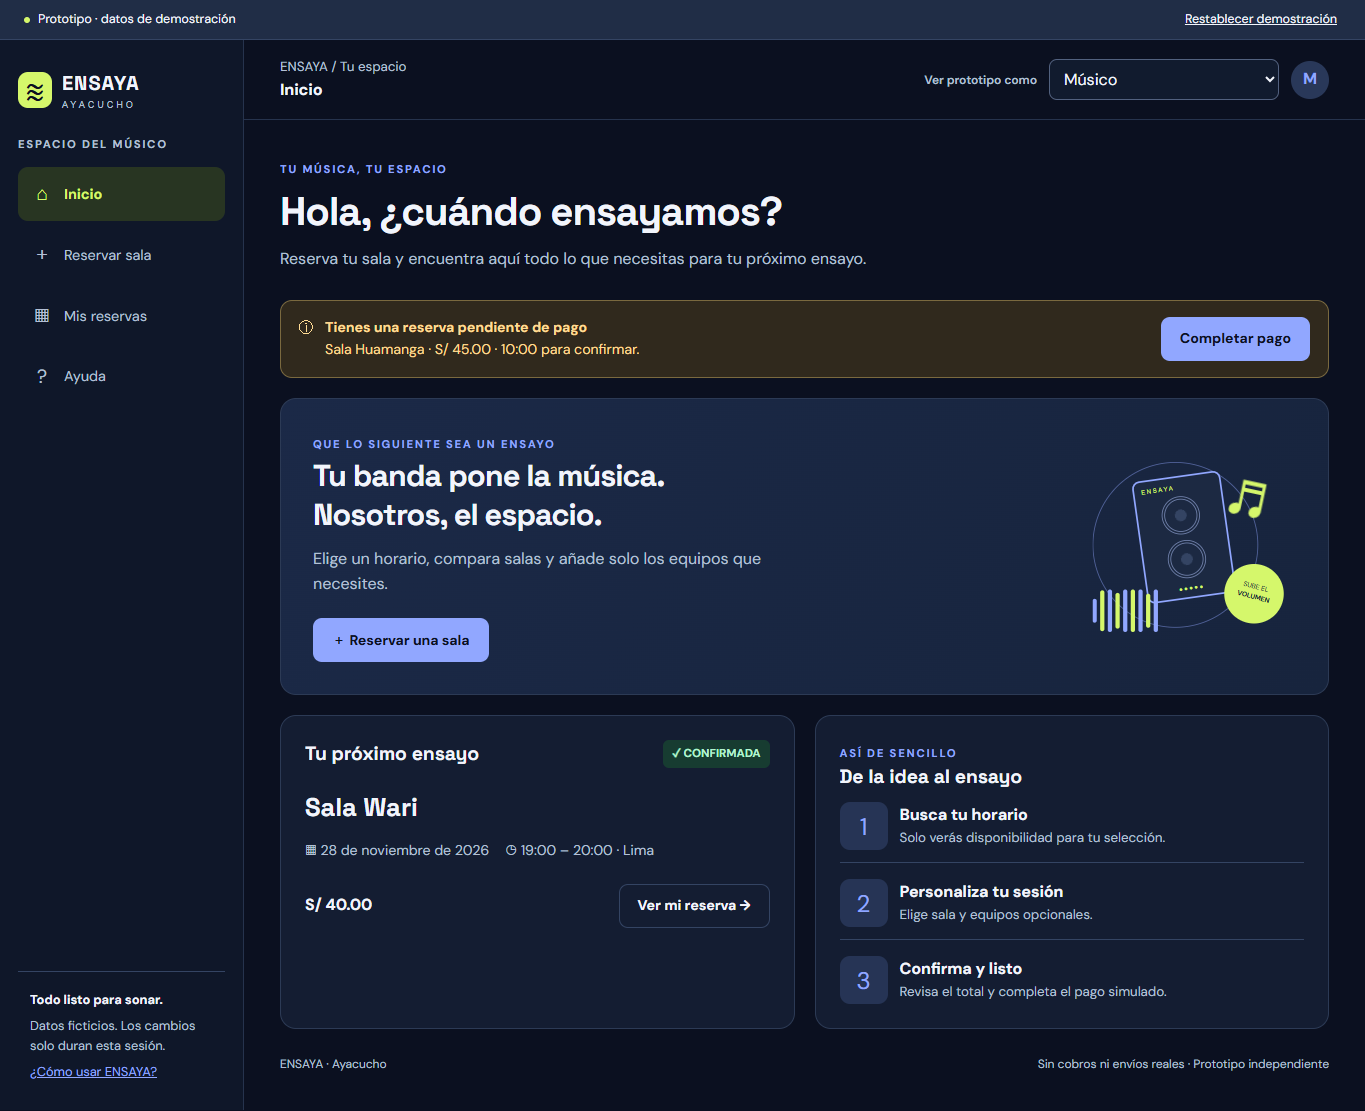 Prototipo · datos de demostración
Restablecer demostración
ENSAYA
AYACUCHO
ESPACIO DEL MÚSICO
Inicio
Reservar sala
Mis reservas
? Ayuda
Todo listo para sonar.
Datos ficticios. Los cambios
solo duran esta sesión.
¿Cómo usar ENSAYA?
ENSAYA / Tu espacio
Inicio
Ver prototipo como
Músico
M
TU MÚSICA, TU ESPACIO
Hola, ¿cuándo ensayamos?
Reserva tu sala y encuentra aquí todo lo que necesitas para tu próximo ensayo.
Tienes una reserva pendiente de pago
Sala Huamanga · S/ 45.00 · 10:00 para confirmar.
Completar pago
QUE LO SIGUIENTE SEA UN ENSAYO
Tu banda pone la música.
Nosotros, el espacio.
Elige un horario, compara salas y añade solo los equipos que
necesites.
+ Reservar una sala
ENSAYA
SUBE EL
VOLUMEN
Tu próximo ensayo
✓ CONFIRMADA
Sala Wari
28 de noviembre de 2026
19:00 – 20:00 · Lima
S/ 40.00
Ver mi reserva →
ASÍ DE SENCILLO
De la idea al ensayo
1
Busca tu horario
Solo verás disponibilidad para tu selección.
2
Personaliza tu sesión
Elige sala y equipos opcionales.
3
Confirma y listo
Revisa el total y completa el pago simulado.
ENSAYA · Ayacucho
Sin cobros ni envíos reales · Prototipo independiente